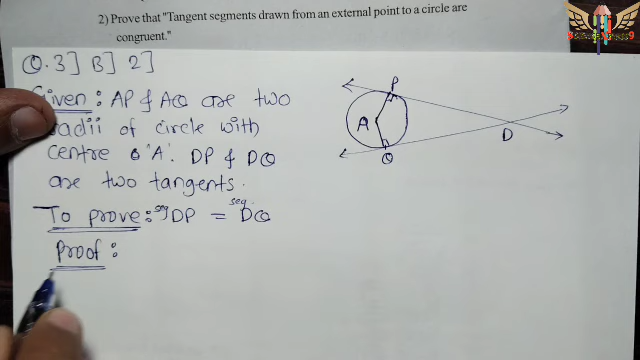 2) Prove that "Tangent segments drawn from an external point to a circle are
congruent."
Q.3] B] 2]
Given: AP & AQ are two
radii of circle with
centre 'A'. DP & DQ
are two tangents.
To prove: seg DP = seg DQ
Proof:
P
A
Q
D